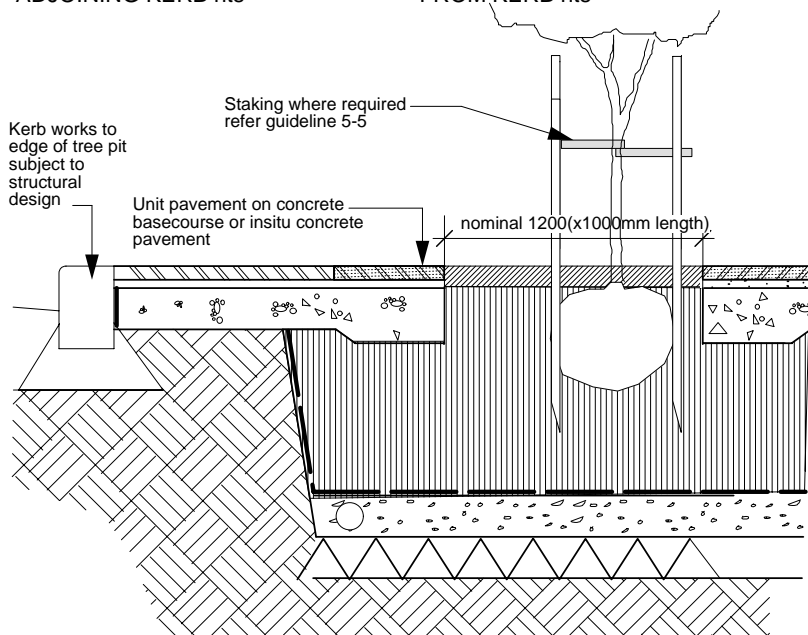 Staking where required
refer guideline 5-5
Kerb works to
edge of tree pit
subject to
structural
design
Unit pavement on concrete
basecourse or insitu concrete
pavement
nominal 1200(x1000mm length)